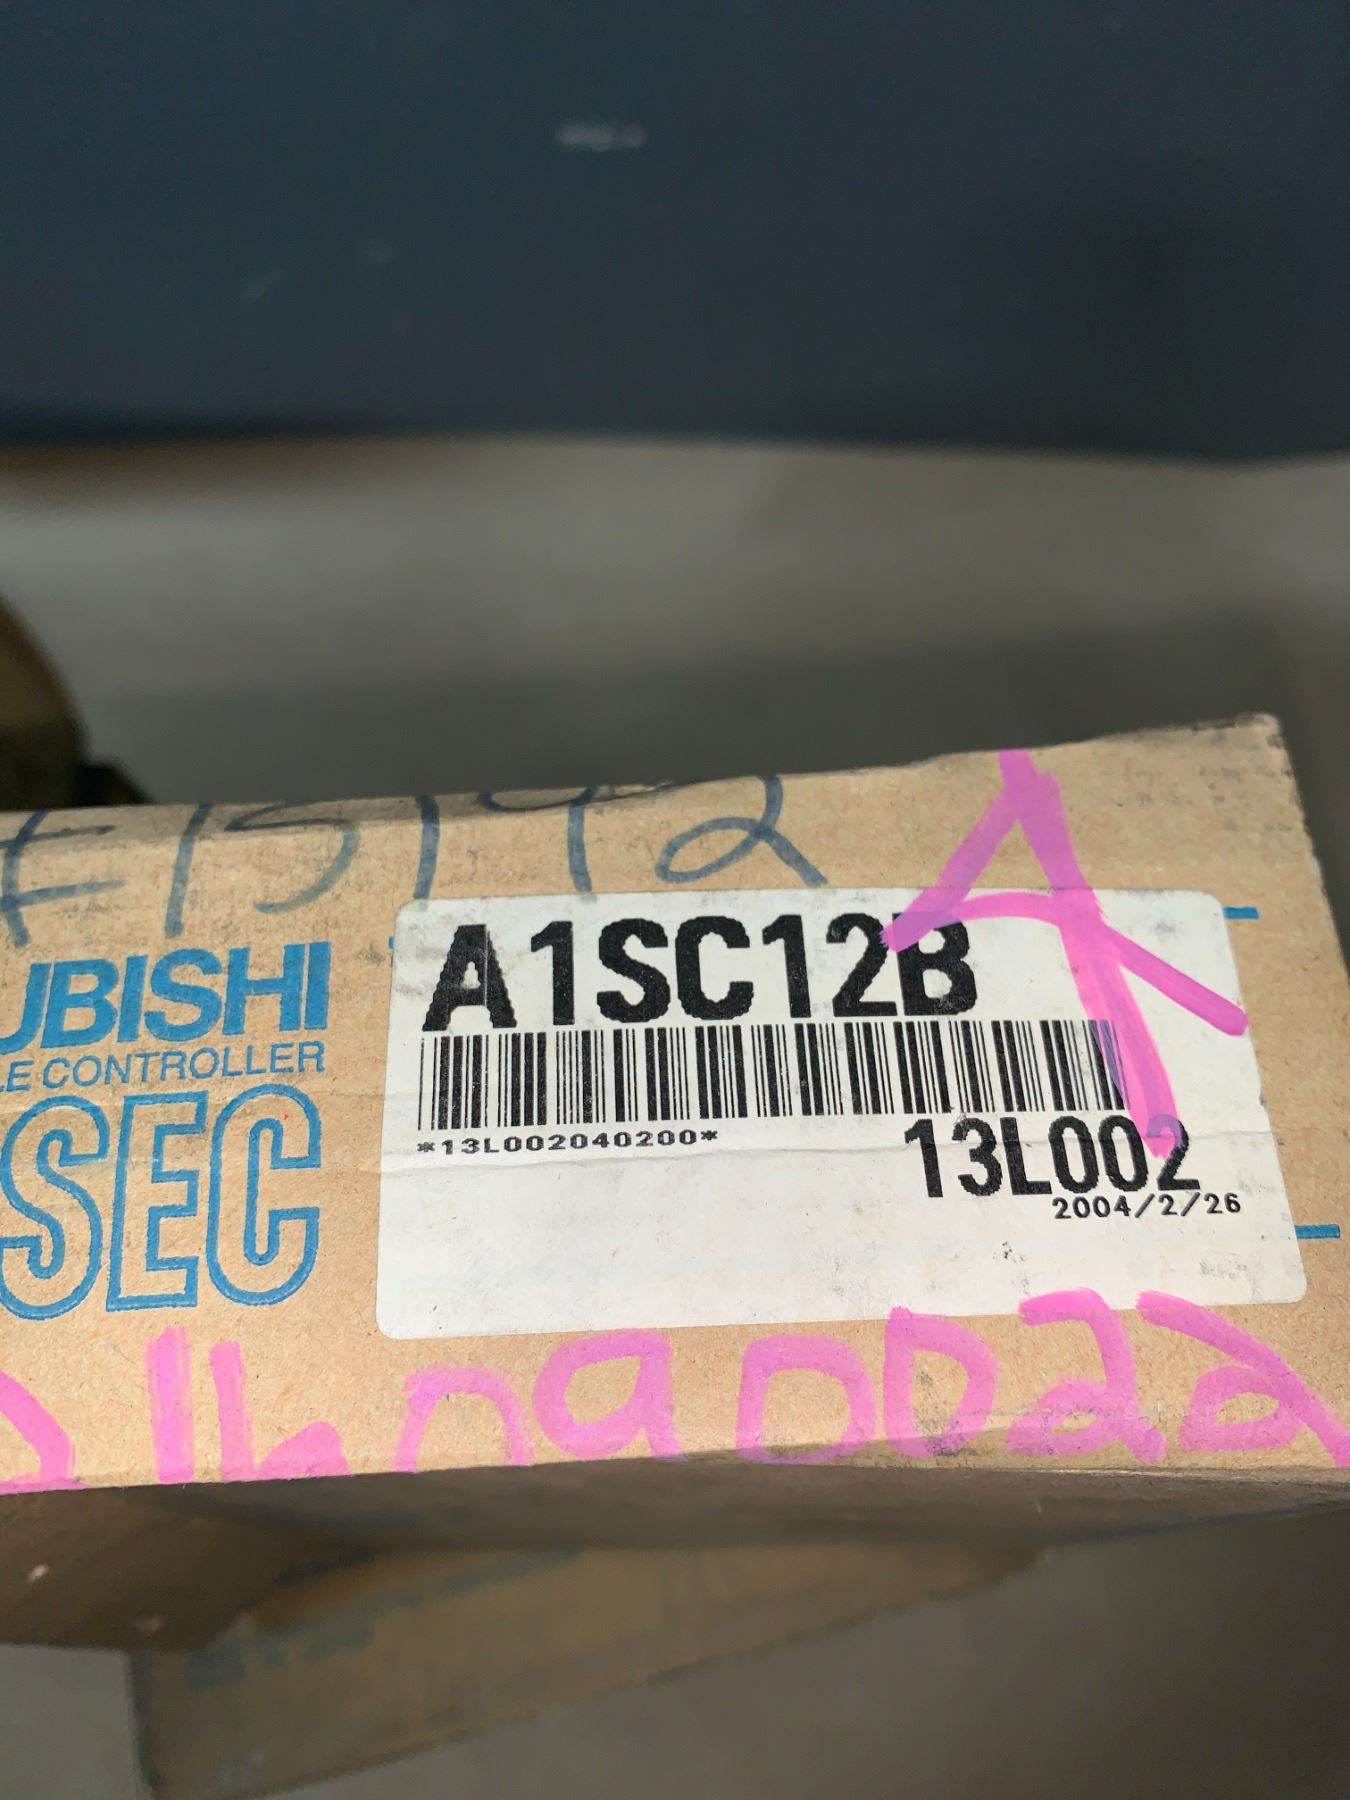 A1SC12B
UBISHI
LE CONTROLLER
SEC
*13L002040200*
13L002
2004/2/26